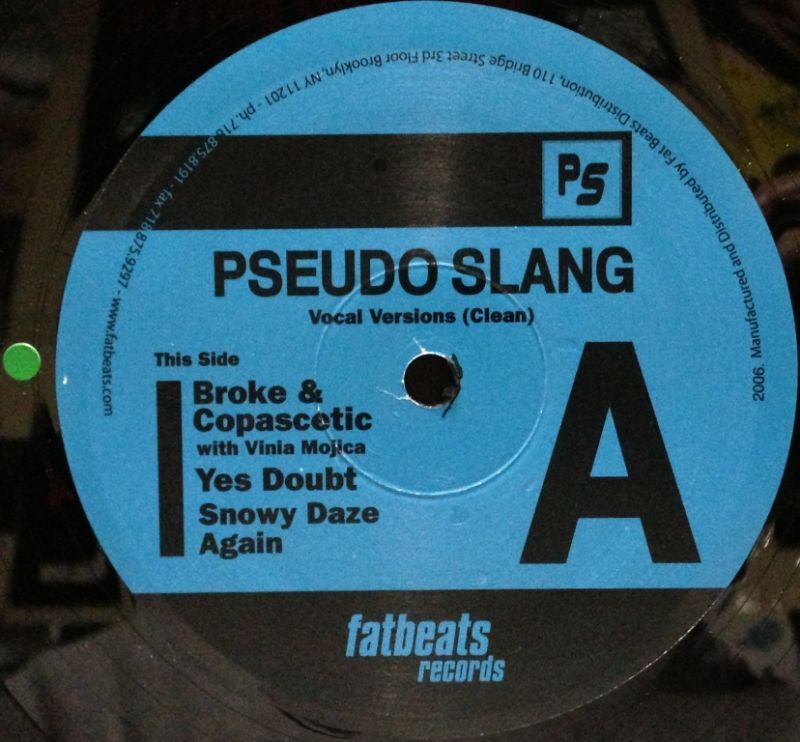 PS
PSEUDO SLANG
Vocal Versions (Clean)
This Side
Broke &
Copascetic
with Vinia Mojica
Yes Doubt
Snowy Daze
Again
A
fatbeats
records
2006. Manufactured and Distributed by Fat Beats Distribution, 110 Bridge Street 3rd Floor Brooklyn, NY 11201 - ph. 718.875.8191 - fax 718.875.9297 - www.fatbeats.com